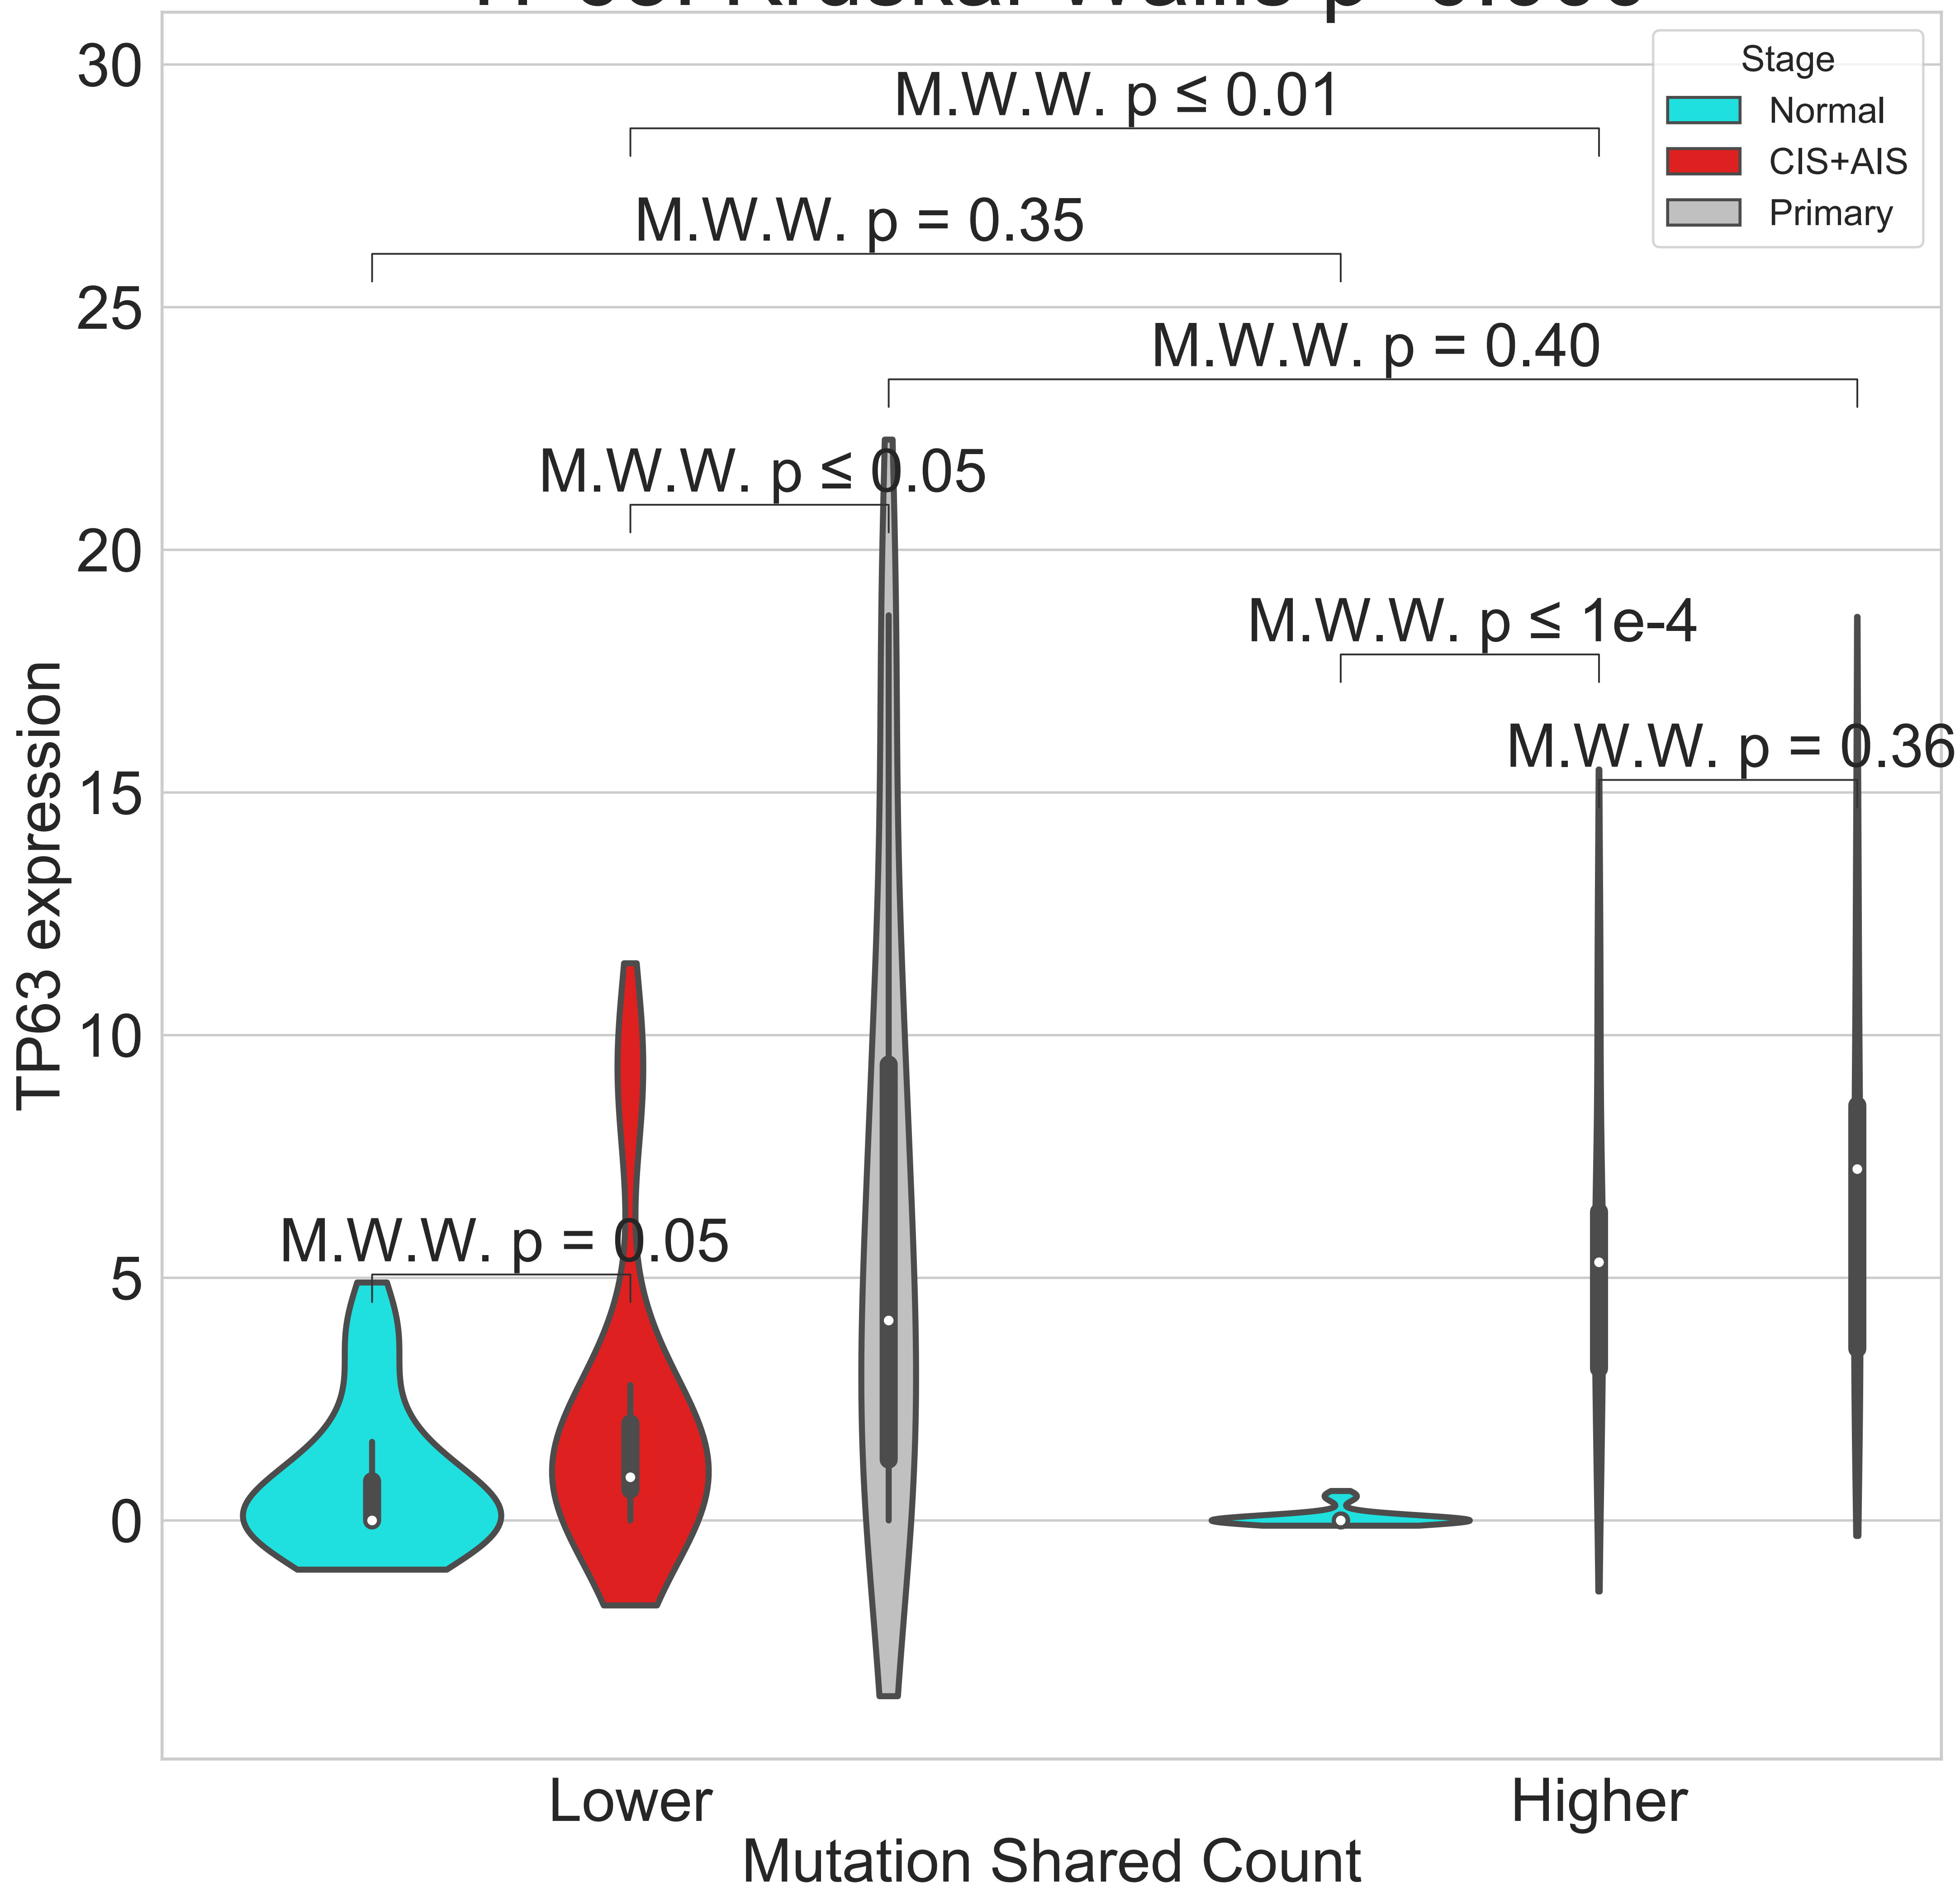 30
Stage
Normal
CIS+AIS
Primary
M.W.W. p ≤ 0.01
M.W.W. p = 0.35
25
M.W.W. p = 0.40
M.W.W. p ≤ 0.05
20
M.W.W. p ≤ 1e-4
M.W.W. p = 0.36
15
TP63 expression
10
M.W.W. p = 0.05
5
0
Lower
Higher
Mutation Shared Count